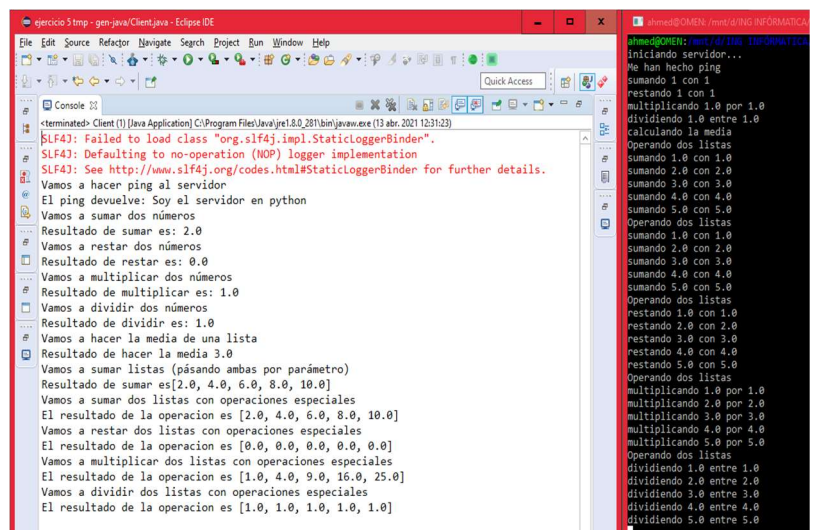 ejercicio 5 tmp - gen-java/Client.java - Eclipse IDE
File Edit Source Refactor Navigate Search Project Run Window Help
Quick Access
Console
<terminated> Client (1) [Java Application] C:\Program Files\Java\jre1.8.0_281\bin\javaw.exe (13 abr. 2021 12:31:23)
SLF4J: Failed to load class "org.slf4j.impl.StaticLoggerBinder".
SLF4J: Defaulting to no-operation (NOP) logger implementation
SLF4J: See http://www.slf4j.org/codes.html#StaticLoggerBinder for further details.
Vamos a hacer ping al servidor
El ping devuelve: Soy el servidor en python
Vamos a sumar dos números
Resultado de sumar es: 2.0
Vamos a restar dos números
Resultado de restar es: 0.0
Vamos a multiplicar dos números
Resultado de multiplicar es: 1.0
Vamos a dividir dos números
Resultado de dividir es: 1.0
Vamos a hacer la media de una lista
Resultado de hacer la media 3.0
Vamos a sumar listas (pásando ambas por parámetro)
Resultado de sumar es[2.0, 4.0, 6.0, 8.0, 10.0]
Vamos a sumar dos listas con operaciones especiales
El resultado de la operacion es [2.0, 4.0, 6.0, 8.0, 10.0]
Vamos a restar dos listas con operaciones especiales
El resultado de la operacion es [0.0, 0.0, 0.0, 0.0, 0.0]
Vamos a multiplicar dos listas con operaciones especiales
El resultado de la operacion es [1.0, 4.0, 9.0, 16.0, 25.0]
Vamos a dividir dos listas con operaciones especiales
El resultado de la operacion es [1.0, 1.0, 1.0, 1.0, 1.0]
ahmed@OMEN: /mnt/d/ING INFORMATICA/
ahmed@OMEN:/mnt/d/ING INFORMATICA
iniciando servidor...
Me han hecho ping
sumando 1 con 1
restando 1 con 1
multiplicando 1.0 por 1.0
dividiendo 1.0 entre 1.0
calculando la media
Operando dos listas
sumando 1.0 con 1.0
sumando 2.0 con 2.0
sumando 3.0 con 3.0
sumando 4.0 con 4.0
sumando 5.0 con 5.0
Operando dos listas
sumando 1.0 con 1.0
sumando 2.0 con 2.0
sumando 3.0 con 3.0
sumando 4.0 con 4.0
sumando 5.0 con 5.0
Operando dos listas
restando 1.0 con 1.0
restando 2.0 con 2.0
restando 3.0 con 3.0
restando 4.0 con 4.0
restando 5.0 con 5.0
Operando dos listas
multiplicando 1.0 por 1.0
multiplicando 2.0 por 2.0
multiplicando 3.0 por 3.0
multiplicando 4.0 por 4.0
multiplicando 5.0 por 5.0
Operando dos listas
dividiendo 1.0 entre 1.0
dividiendo 2.0 entre 2.0
dividiendo 3.0 entre 3.0
dividiendo 4.0 entre 4.0
dividiendo 5.0 entre 5.0